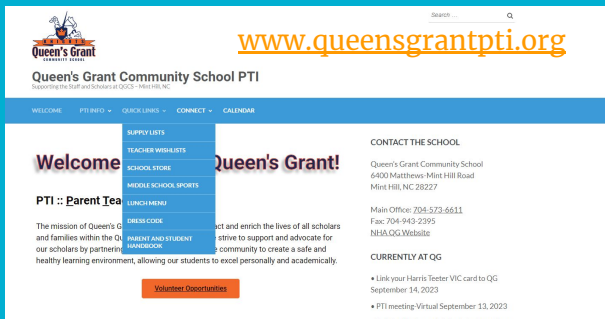 Search ...
www.queensgrantpti.org
Queen's Grant
COMMUNITY SCHOOL
Queen's Grant Community School PTI
Supporting the Staff and Scholars at QGCS – Mint Hill, NC
WELCOME PTI INFO QUICK LINKS CONNECT CALENDAR
SUPPLY LISTS
TEACHER WISHLISTS
SCHOOL STORE
MIDDLE SCHOOL SPORTS
LUNCH MENU
DRESS CODE
PARENT AND STUDENT
HANDBOOK
Welcome Queen's Grant!
PTI :: Parent Tea
The mission of Queen's G act and enrich the lives of all scholars
and families within the Qu strive to support and advocate for
our scholars by partnering community to create a safe and
healthy learning environment, allowing our students to excel personally and academically.
Volunteer Opportunities
CONTACT THE SCHOOL
Queen's Grant Community School
6400 Matthews-Mint Hill Road
Mint Hill, NC 28227
Main Office: 704-573-6611
Fax: 704-943-2395
NHA QG Website
CURRENTLY AT QG
• Link your Harris Teeter VIC card to QG
September 14, 2023
• PTI meeting-Virtual September 13, 2023